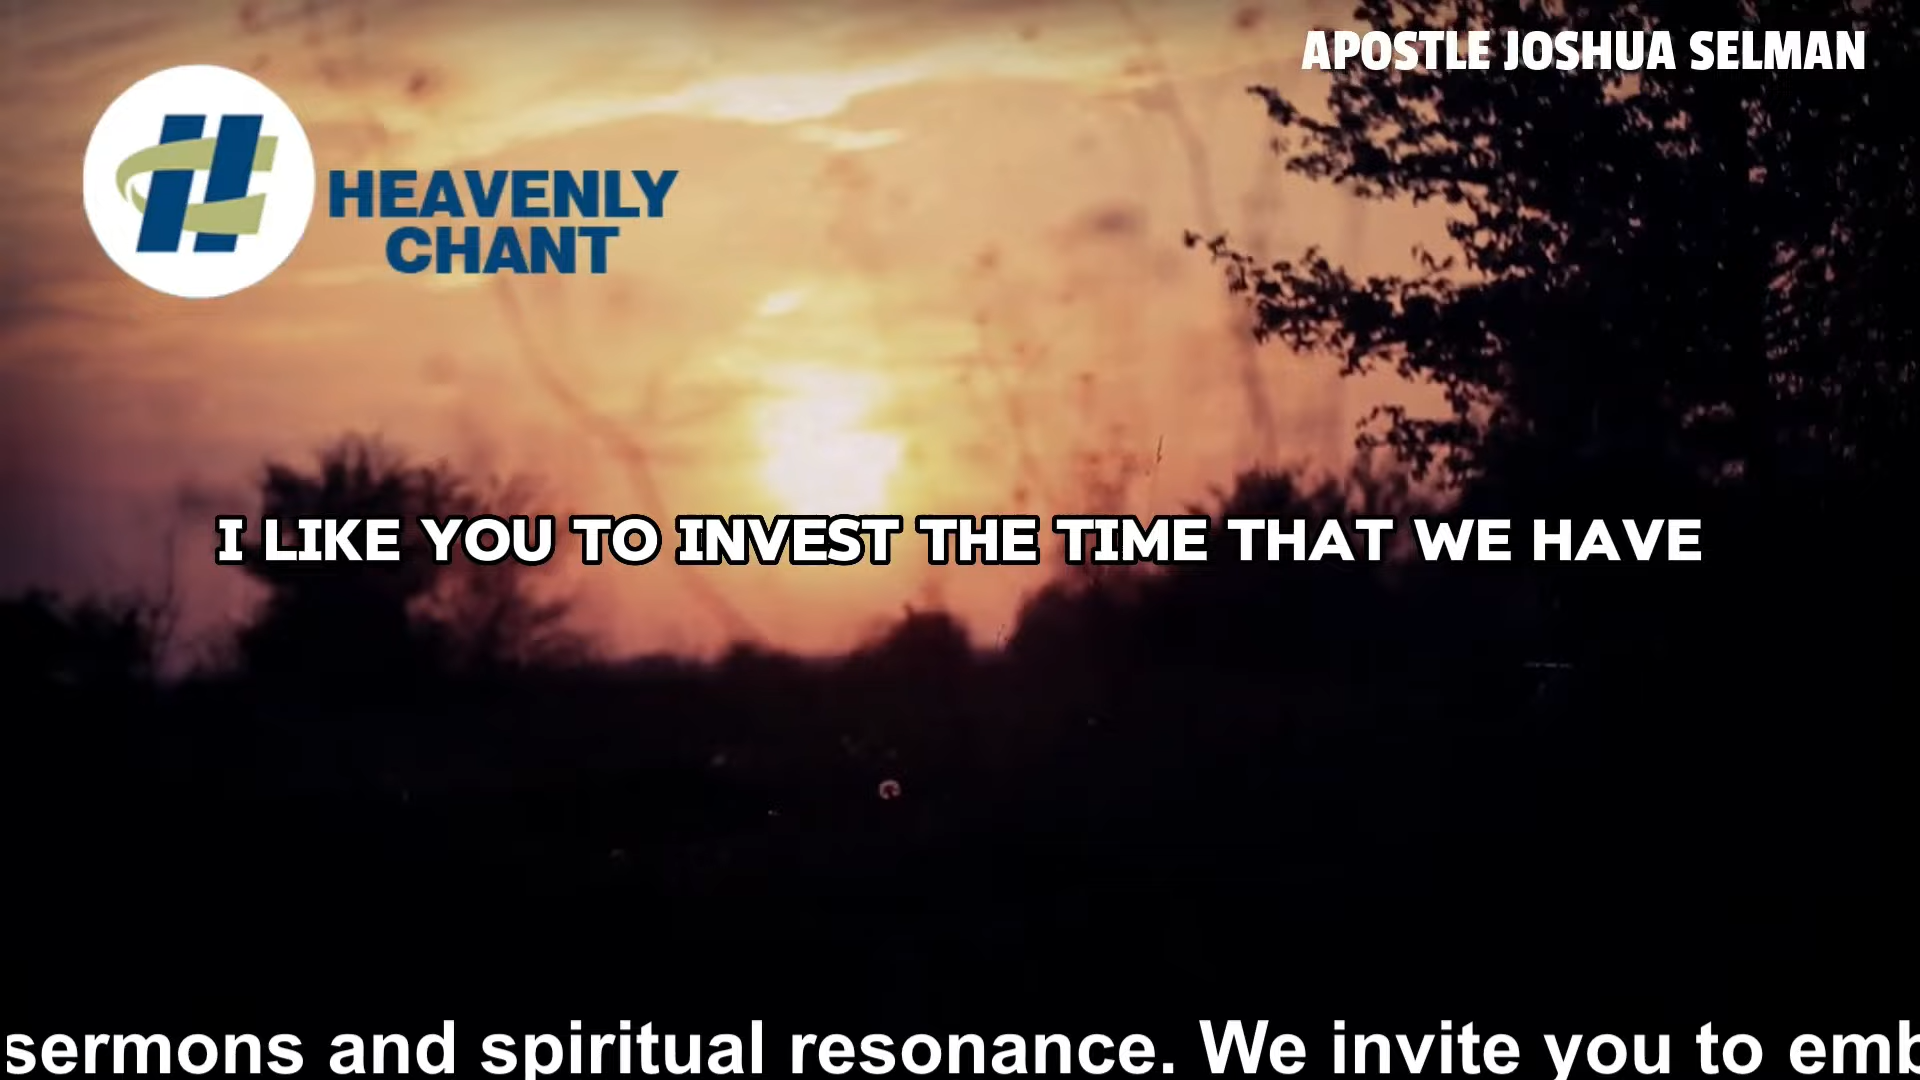 APOSTLE JOSHUA SELMAN
HEAVENLY
CHANT
I LIKE YOU TO INVEST THE TIME THAT WE HAVE
sermons and spiritual resonance. We invite you to emb